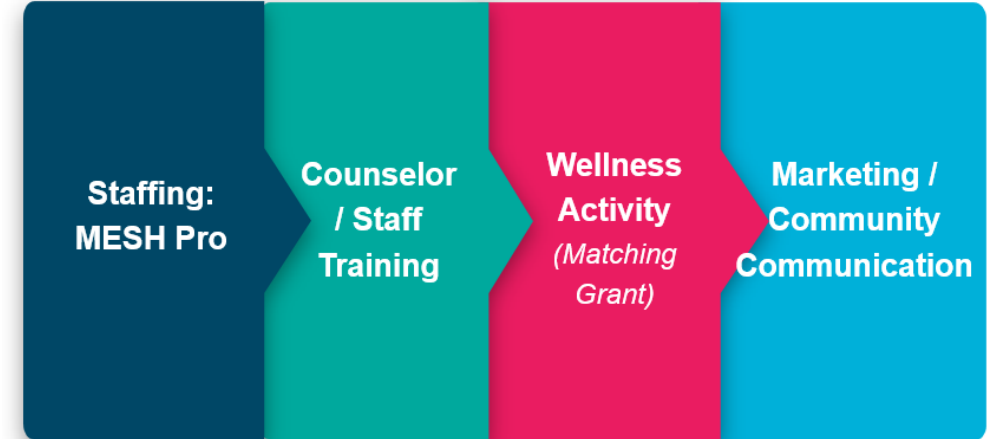 Staffing:
MESH Pro
Counselor
/ Staff
Training
Wellness
Activity
(Matching
Grant)
Marketing /
Community
Communication